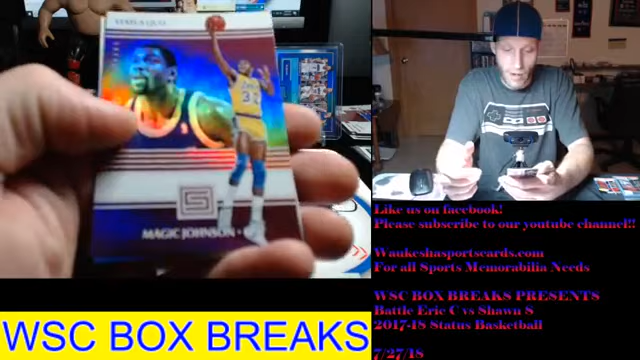 STATUS QUO
32
MAGIC JOHNSON
WSC BOX BREAKS
Like us on facebook!
Please subscribe to our youtube channel!!
Waukeshasportscards.com
For all Sports Memorabilia Needs
WSC BOX BREAKS PRESENTS
Battle Eric C vs Shawn S
2017-18 Status Basketball
7/27/18